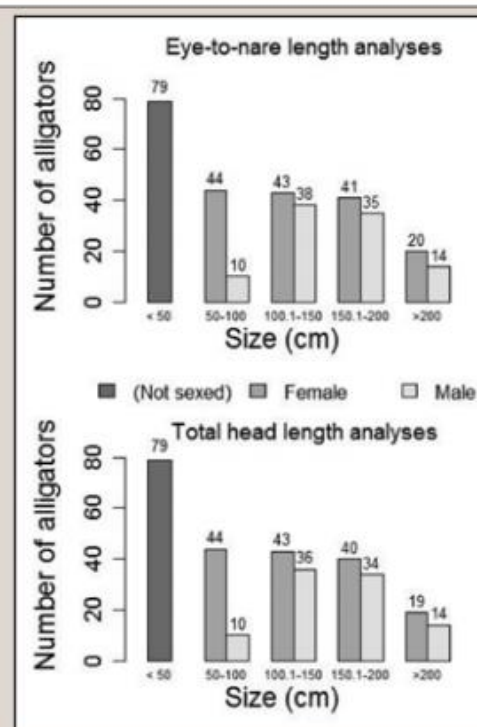 Eye-to-nare length analyses
Number of alligators
0 20 40 60 80
79
44
10
43
38
41
35
20
14
< 50 50-100 100.1-150 150.1-200 >200
Size (cm)
(Not sexed) Female Male
Total head length analyses
Number of alligators
0 20 40 60 80
79
44
10
43
36
40
34
19
14
< 50 50-100 100.1-150 150.1-200 >200
Size (cm)